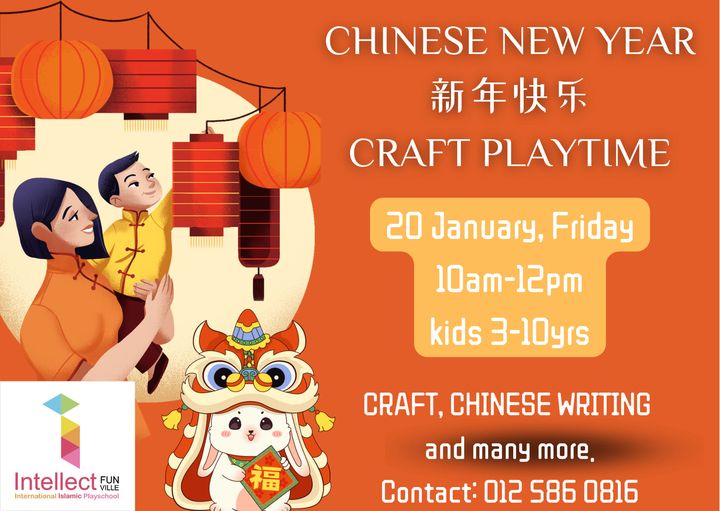 CHINESE NEW YEAR
新年快乐
CRAFT PLAYTIME
20 January, Friday
10am-12pm
kids 3-10yrs
CRAFT, CHINESE WRITING
and many more.
Contact: 012 586 0816
福
Intellect FUN VILLE
International Islamic Playschool